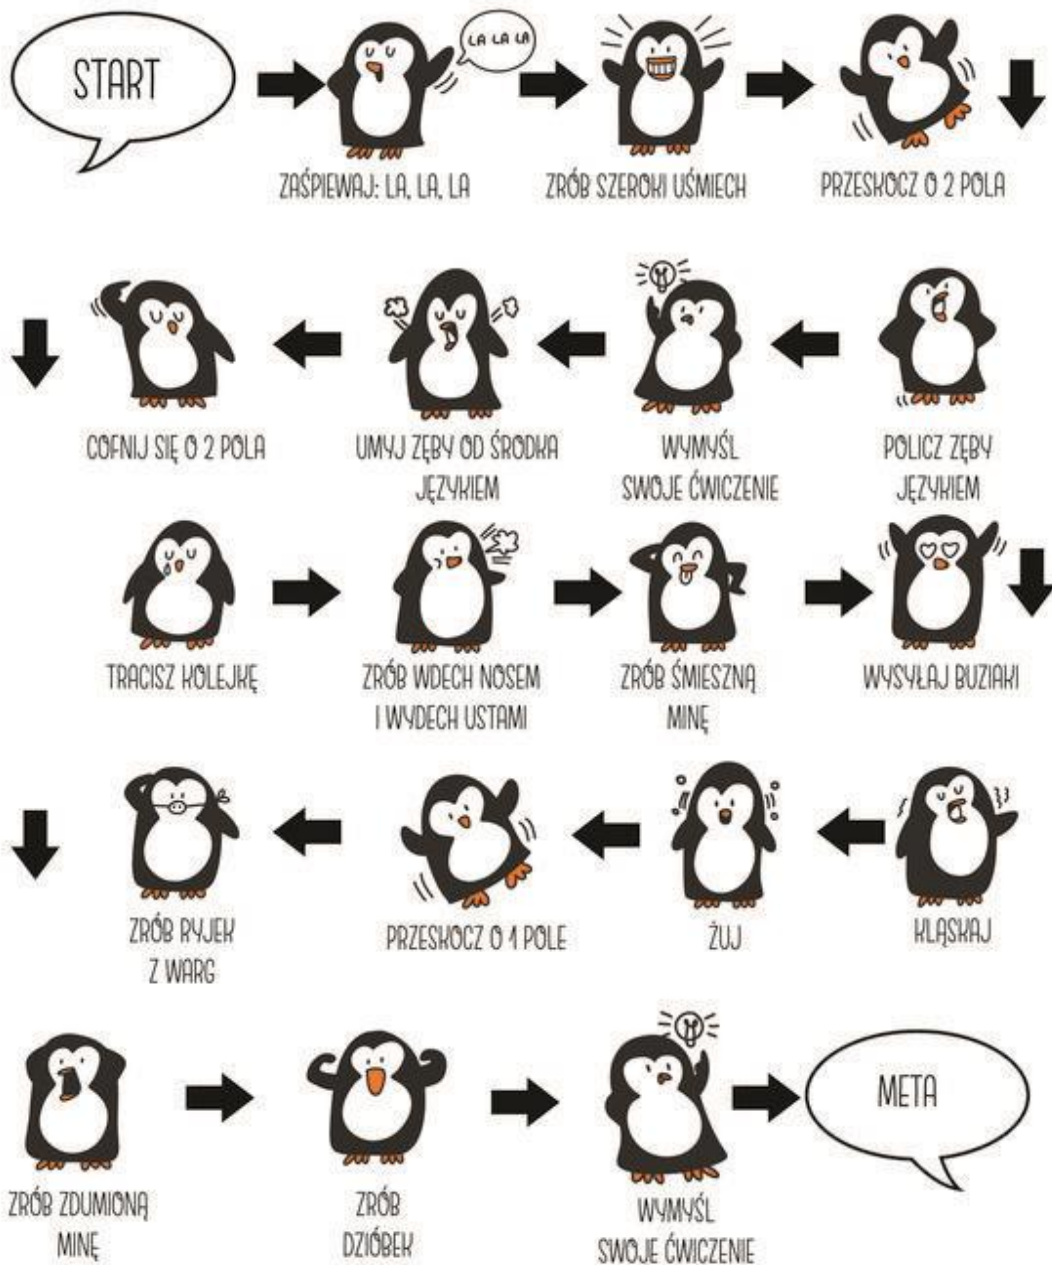 START
LA LA LA
ZAŚPIEWAJ: LA, LA, LA
ZRÓB SZEROKI UŚMIECH
PRZESKOCZ O 2 POLA
COFNIJ SIĘ O 2 POLA
UMYJ ZĘBY OD ŚRODKA
JĘZYKIEM
WYMYŚL
SWOJE ĆWICZENIE
POLICZ ZĘBY
JĘZYKIEM
TRACISZ KOLEJKĘ
ZRÓB WDECH NOSEM
I WYDECH USTAMI
ZRÓB ŚMIESZNĄ
MINĘ
WYSYŁAJ BUZIAKI
ZRÓB RYJEK
Z WARG
PRZESKOCZ O 1 POLE
ŻUJ
KLĄSKAJ
ZRÓB ZDUMIONĄ
MINĘ
ZRÓB
DZIÓBEK
WYMYŚL
SWOJE ĆWICZENIE
META